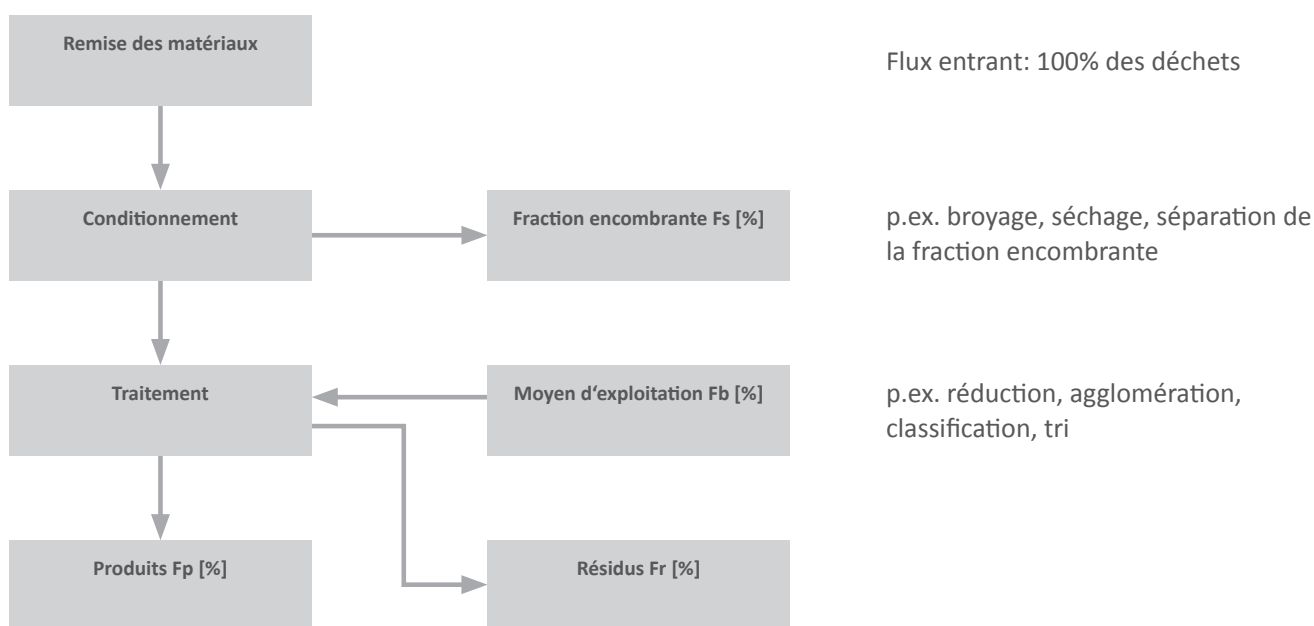 Remise des matériaux
Flux entrant: 100% des déchets
Conditionnement
Fraction encombrante Fs [%]
p.ex. broyage, séchage, séparation de
la fraction encombrante
Traitement
Moyen d‘exploitation Fb [%]
p.ex. réduction, agglomération,
classification, tri
Produits Fp [%]
Résidus Fr [%]